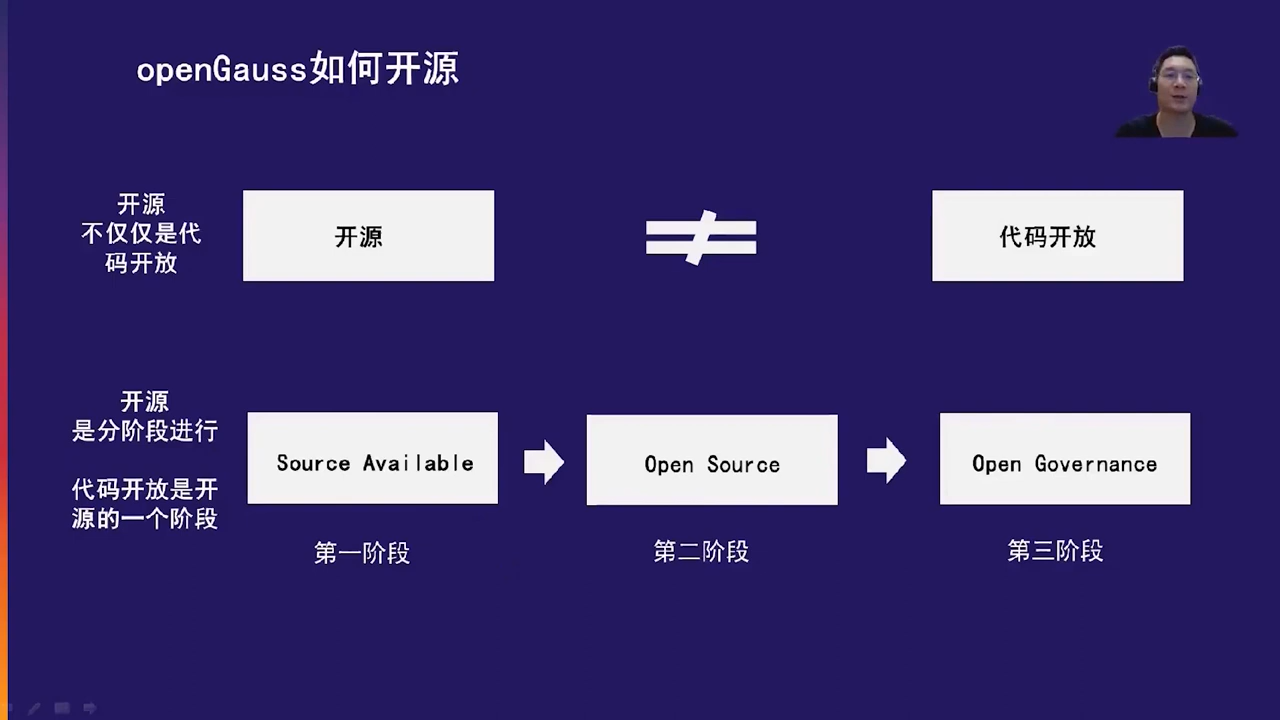 openGauss如何开源
开源
不仅仅是代
码开放
开源
代码开放
开源
是分阶段进行
代码开放是开
源的一个阶段
Source Available
Open Source
Open Governance
第一阶段
第二阶段
第三阶段